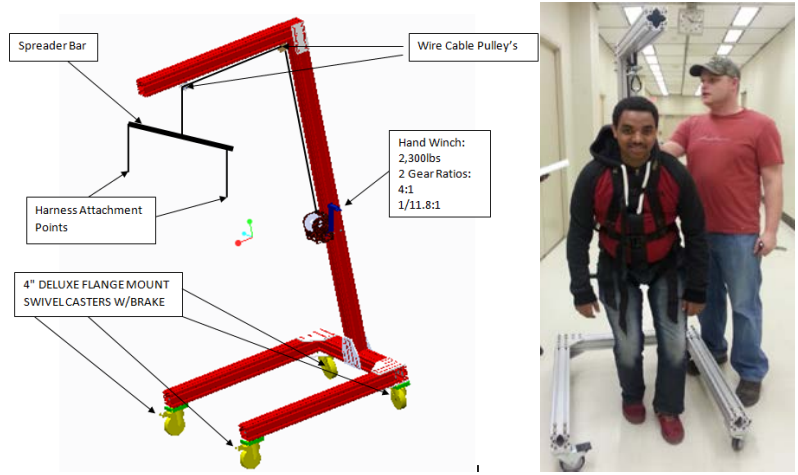 Spreader Bar
Wire Cable Pulley's
Hand Winch:
2,300lbs
2 Gear Ratios:
4:1
1/11.8:1
Harness Attachment
Points
4" DELUXE FLANGE MOUNT
SWIVEL CASTERS W/BRAKE